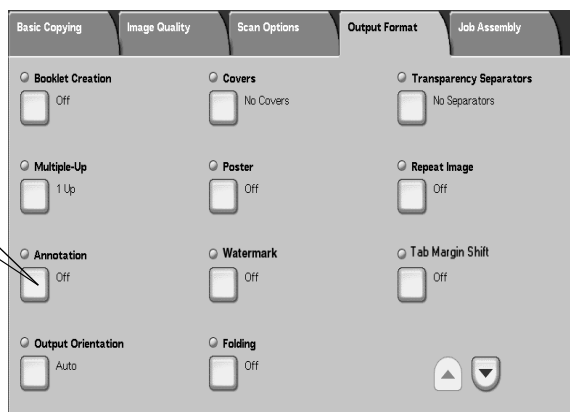 Basic Copying
Image Quality
Scan Options
Output Format
Job Assembly
Booklet Creation
Off
Covers
No Covers
Transparency Separators
No Separators
Multiple-Up
1 Up
Poster
Off
Repeat Image
Off
Annotation
Off
Watermark
Off
Tab Margin Shift
Off
Output Orientation
Auto
Folding
Off